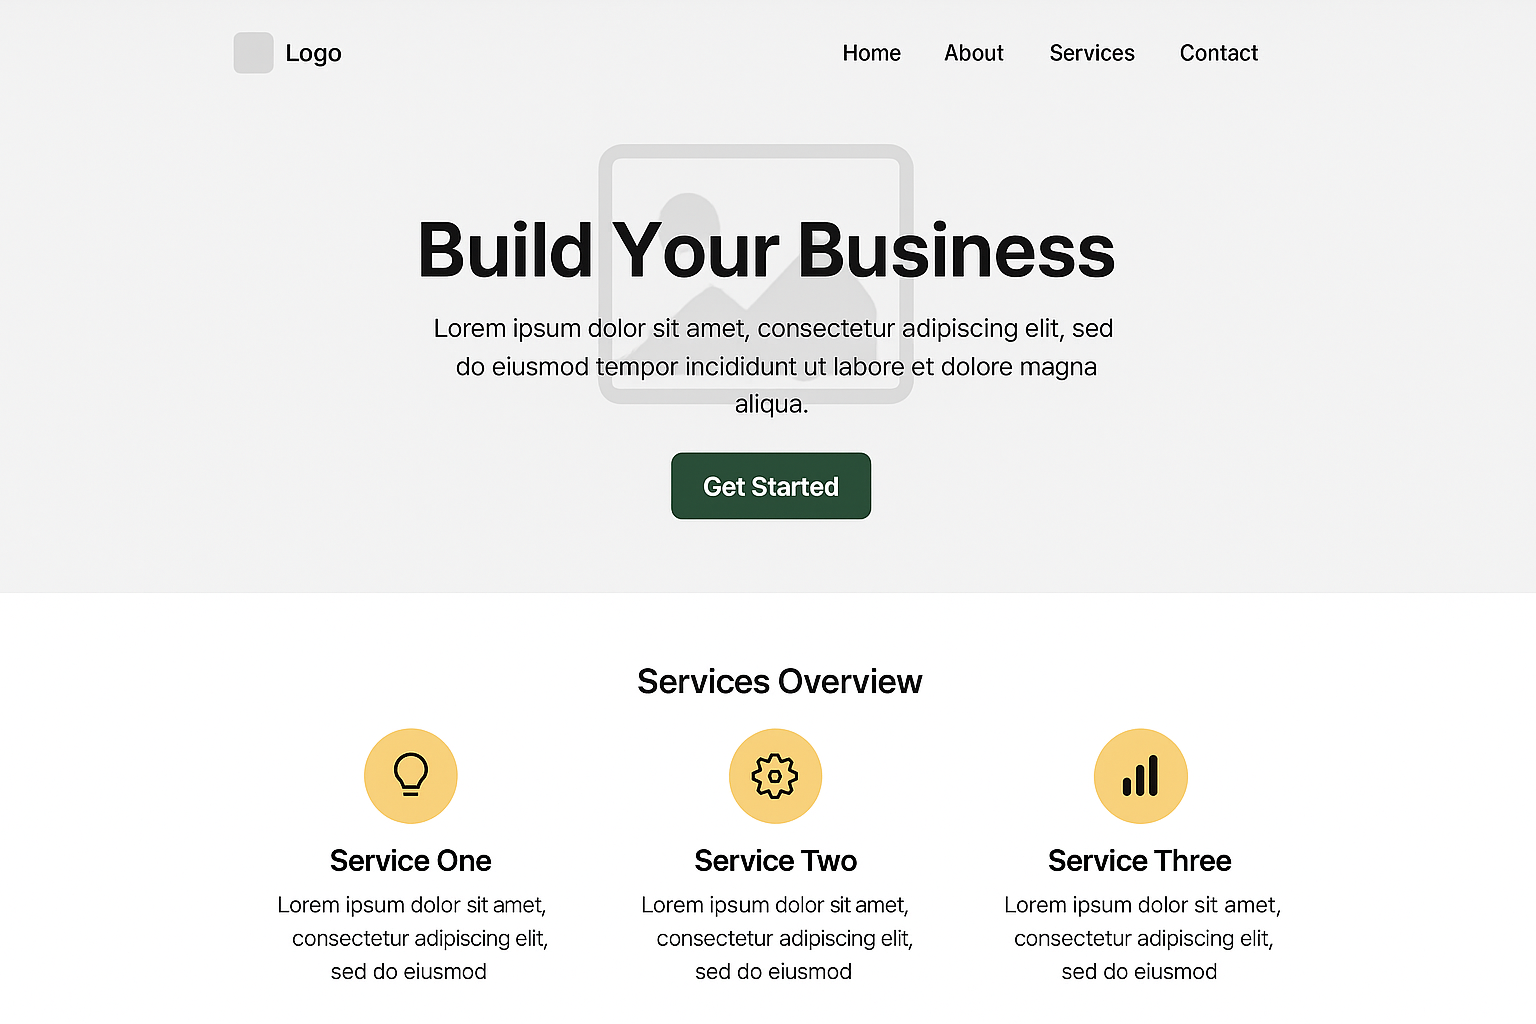 Logo
Home About Services Contact
Build Your Business
Lorem ipsum dolor sit amet, consectetur adipiscing elit, sed
do eiusmod tempor incididunt ut labore et dolore magna
aliqua.
Get Started
Services Overview
Service One
Lorem ipsum dolor sit amet,
consectetur adipiscing elit,
sed do eiusmod
Service Two
Lorem ipsum dolor sit amet,
consectetur adipiscing elit,
sed do eiusmod
Service Three
Lorem ipsum dolor sit amet,
consectetur adipiscing elit,
sed do eiusmod